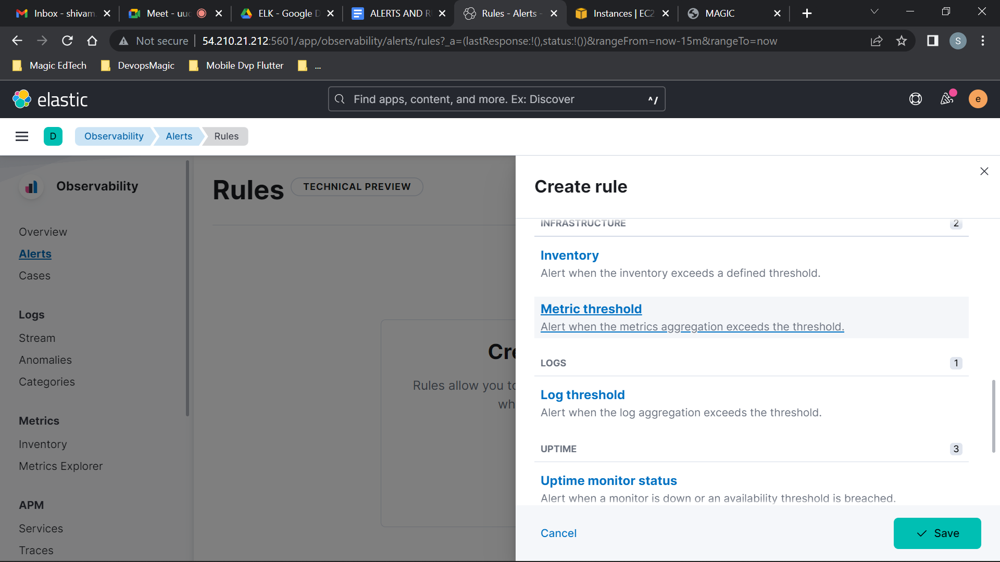 Inbox - shivam
Meet - uuc
ELK - Google D
ALERTS AND R
Rules - Alerts -
Instances | EC2
MAGIC
Not secure
54.210.21.212:5601/app/observability/alerts/rules?_a=(lastResponse:!(),status:!())&rangeFrom=now-15m&rangeTo=now
S
Magic EdTech
DevopsMagic
Mobile Dvp Flutter
...
elastic
Find apps, content, and more. Ex: Discover
^/
e
D
Observability
Alerts
Rules
Observability
Overview
Alerts
Cases
Logs
Stream
Anomalies
Categories
Metrics
Inventory
Metrics Explorer
APM
Services
Traces
Rules
TECHNICAL PREVIEW
Cre
Rules allow you to
wh
Create rule
INFRASTRUCTURE
2
Inventory
Alert when the inventory exceeds a defined threshold.
Metric threshold
Alert when the metrics aggregation exceeds the threshold.
LOGS
1
Log threshold
Alert when the log aggregation exceeds the threshold.
UPTIME
3
Uptime monitor status
Alert when a monitor is down or an availability threshold is breached.
Cancel
Save